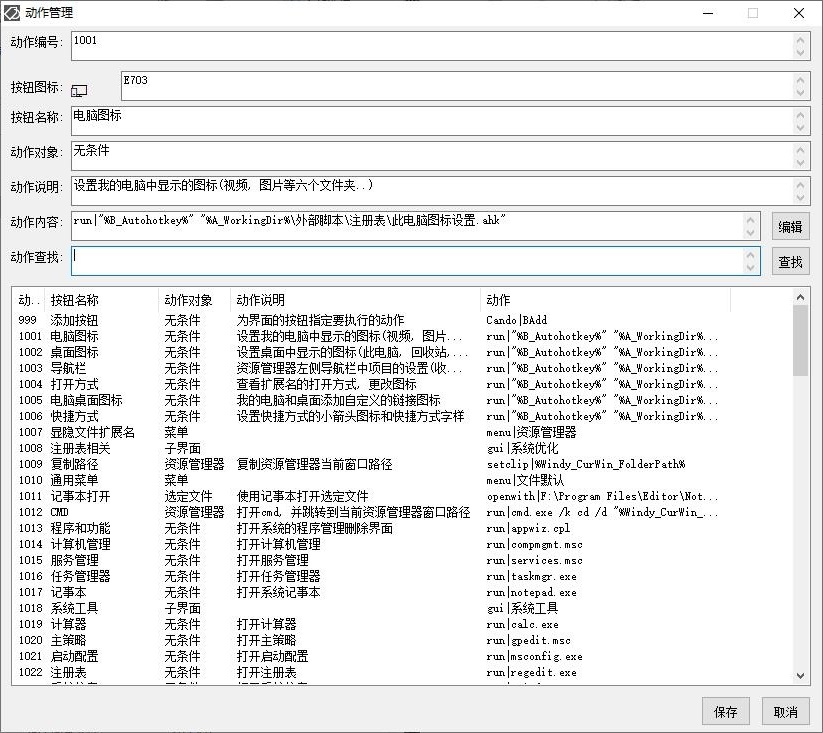 动作管理
动作编号: 1001
按钮图标: E703
按钮名称: 电脑图标
动作对象: 无条件
动作说明: 设置我的电脑中显示的图标(视频, 图片等六个文件夹..)
动作内容: run|"%B_Autohotkey%" "%A_WorkingDir%\外部脚本\注册表\此电脑图标设置.ahk" 编辑
动作查找: 查找
动.. 按钮名称 动作对象 动作说明 动作
999 添加按钮 无条件 为界面的按钮指定要执行的动作 Cando|BAdd
1001 电脑图标 无条件 设置我的电脑中显示的图标(视频, 图片... run|"%B_Autohotkey%" "%A_WorkingDir%...
1002 桌面图标 无条件 设置桌面中显示的图标(此电脑, 回收站,... run|"%B_Autohotkey%" "%A_WorkingDir%...
1003 导航栏 无条件 资源管理器左侧导航栏中项目的设置(收... run|"%B_Autohotkey%" "%A_WorkingDir%...
1004 打开方式 无条件 查看扩展名的打开方式, 更改图标 run|"%B_Autohotkey%" "%A_WorkingDir%...
1005 电脑桌面图标 无条件 我的电脑和桌面添加自定义的链接图标 run|"%B_Autohotkey%" "%A_WorkingDir%...
1006 快捷方式 无条件 设置快捷方式的小箭头图标和快捷方式字样 run|"%B_Autohotkey%" "%A_WorkingDir%...
1007 显隐文件扩展名 菜单 menu|资源管理器
1008 注册表相关 子界面 gui|系统优化
1009 复制路径 资源管理器 复制资源管理器当前窗口路径 setclip|%Windy_CurWin_FolderPath%
1010 通用菜单 菜单 menu|文件默认
1011 记事本打开 选定文件 使用记事本打开选定文件 openwith|F:\Program Files\Editor\Not...
1012 CMD 资源管理器 打开cmd, 并跳转到当前资源管理器窗口路径 run|cmd.exe /k cd /d "%Windy_CurWin_...
1013 程序和功能 无条件 打开系统的程序管理删除界面 run|appwiz.cpl
1014 计算机管理 无条件 打开计算机管理 run|compmgmt.msc
1015 服务管理 无条件 打开服务管理 run|services.msc
1016 任务管理器 无条件 打开任务管理器 run|taskmgr.exe
1017 记事本 无条件 打开系统记事本 run|notepad.exe
1018 系统工具 子界面 gui|系统工具
1019 计算器 无条件 打开计算器 run|calc.exe
1020 主策略 无条件 打开主策略 run|gpedit.msc
1021 启动配置 无条件 打开启动配置 run|msconfig.exe
1022 注册表 无条件 打开注册表 run|regedit.exe
保存 取消